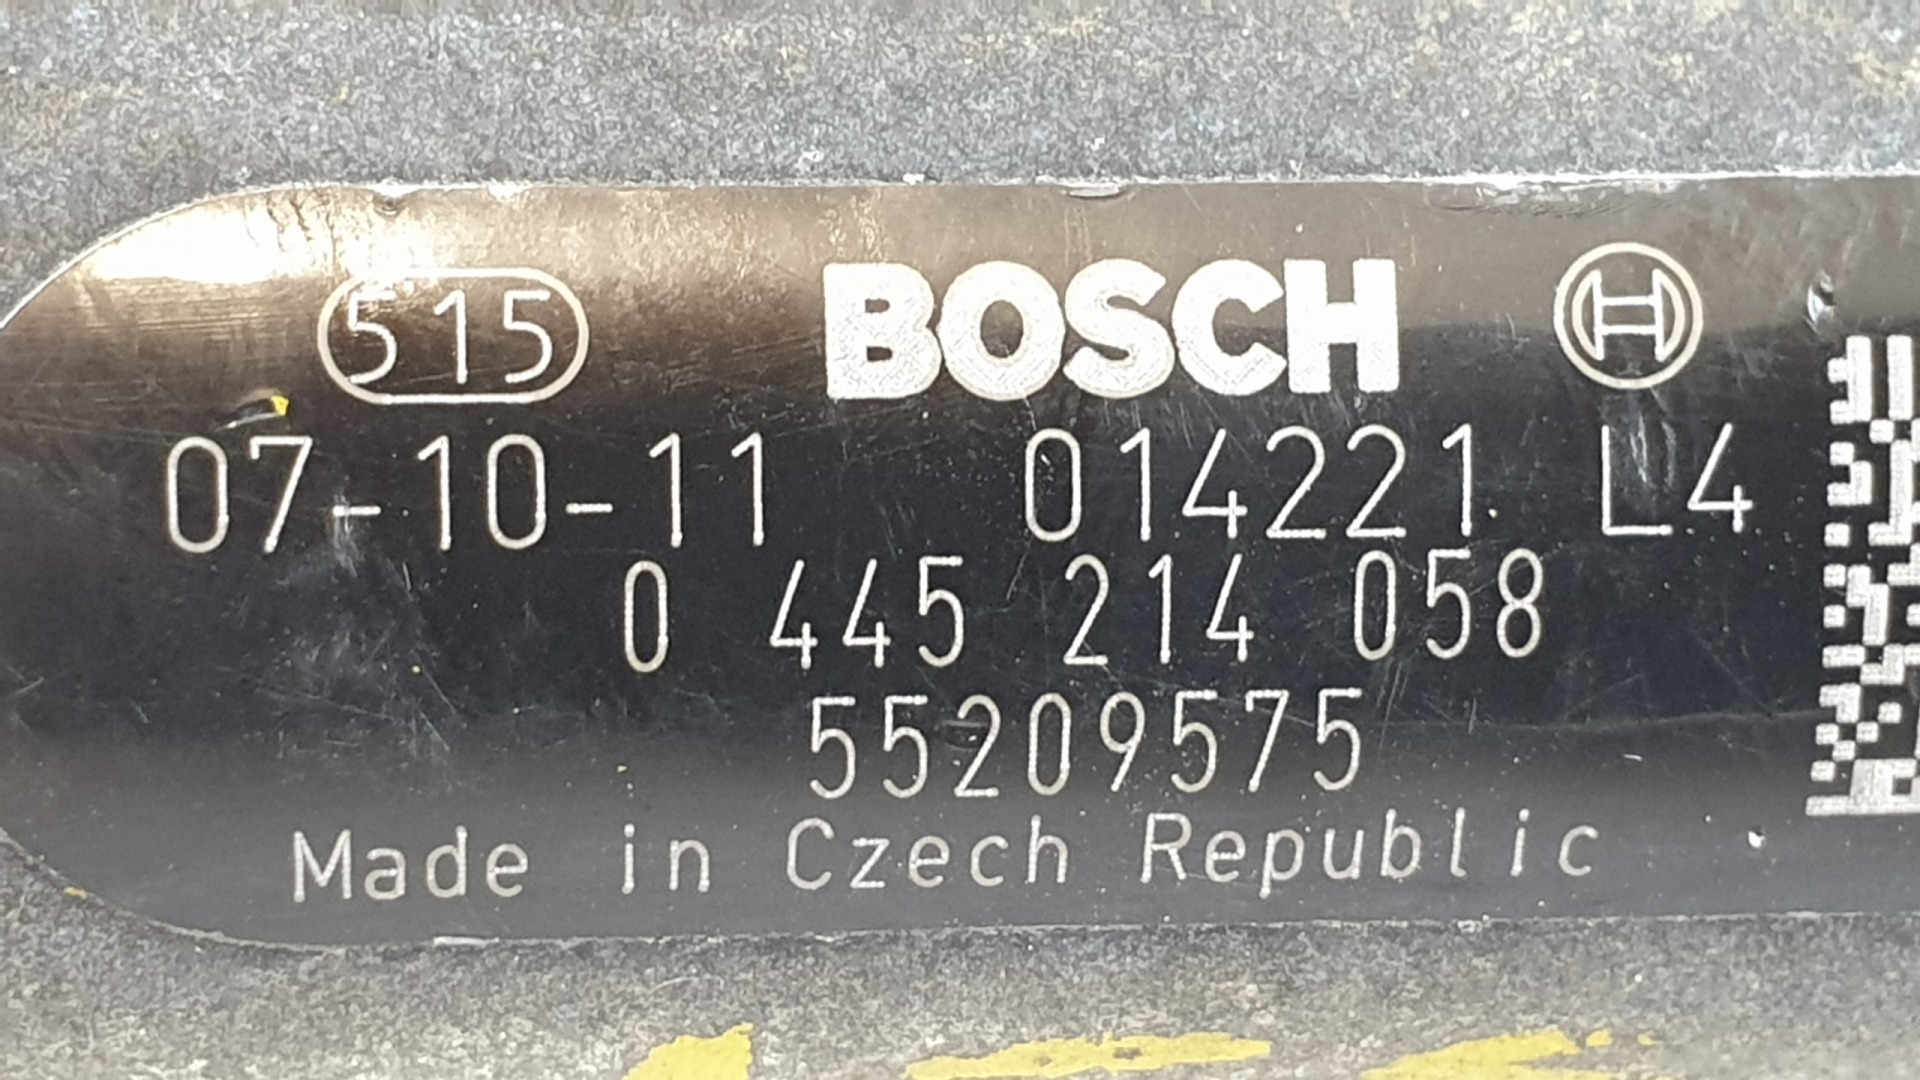 515 BOSCH
07-10-11 014221 L4
0 445 214 058
55209575
Made in Czech Republic